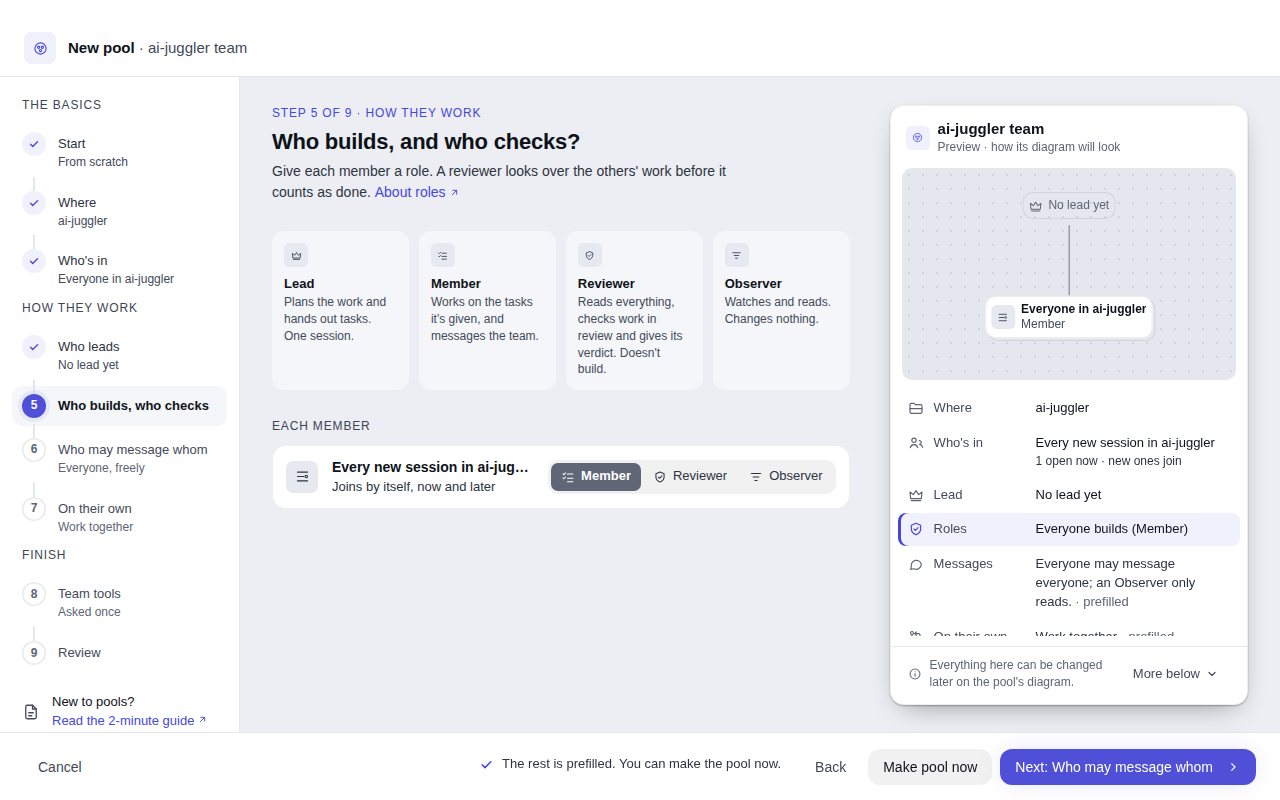 New pool · ai-juggler team
THE BASICS
Start
From scratch
Where
ai-juggler
Who's in
Everyone in ai-juggler
HOW THEY WORK
Who leads
No lead yet
5
Who builds, who checks
6
Who may message whom
Everyone, freely
7
On their own
Work together
FINISH
8
Team tools
Asked once
9
Review
New to pools?
Read the 2-minute guide
STEP 5 OF 9 · HOW THEY WORK
Who builds, and who checks?
Give each member a role. A reviewer looks over the others' work before it
counts as done. About roles
Lead
Plans the work and
hands out tasks.
One session.
Member
Works on the tasks
it's given, and
messages the team.
Reviewer
Reads everything,
checks work in
review and gives its
verdict. Doesn't
build.
Observer
Watches and reads.
Changes nothing.
EACH MEMBER
Every new session in ai-jug…
Joins by itself, now and later
Member
Reviewer
Observer
ai-juggler team
Preview · how its diagram will look
No lead yet
Everyone in ai-juggler
Member
Where
ai-juggler
Who's in
Every new session in ai-juggler
1 open now · new ones join
Lead
No lead yet
Roles
Everyone builds (Member)
Messages
Everyone may message
everyone; an Observer only
reads. · prefilled
On their own
Work together · prefilled
Everything here can be changed
later on the pool's diagram.
More below
Cancel
The rest is prefilled. You can make the pool now.
Back
Make pool now
Next: Who may message whom